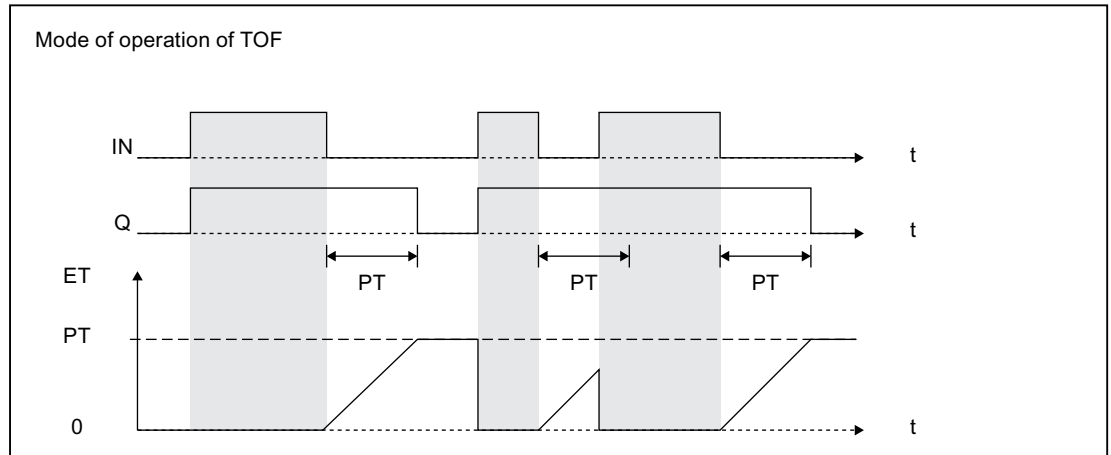 Mode of operation of TOF
IN
t
Q
t
ET
PT
PT
PT
PT
0
t